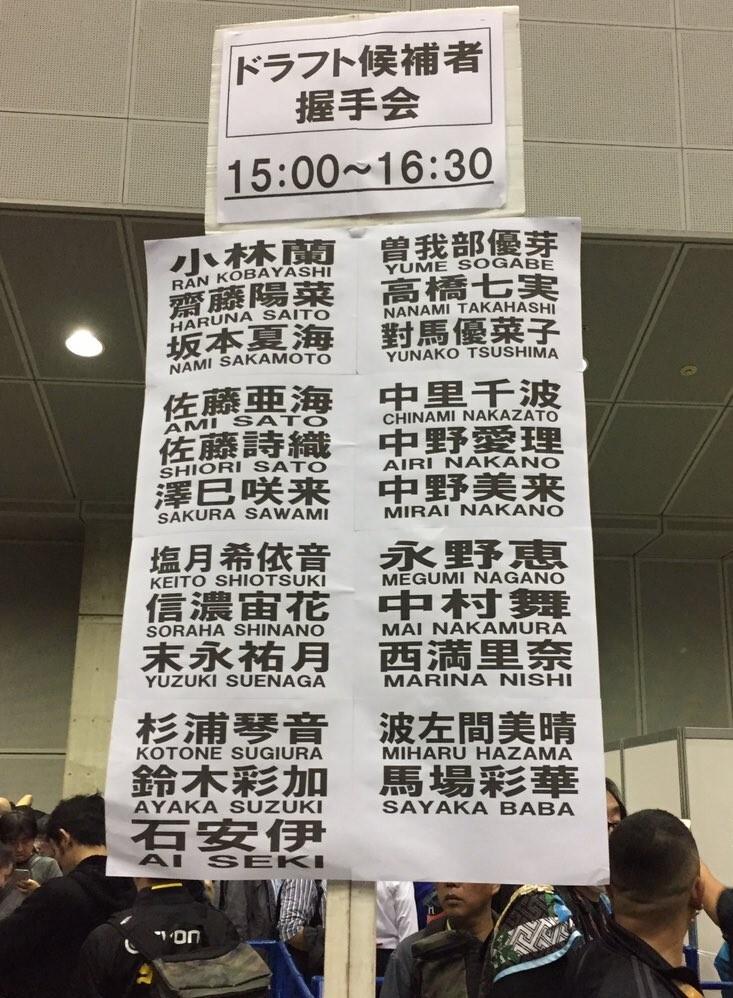 ドラフト候補者
握手会
15:00～16:30
小林蘭
RAN KOBAYASHI
齋藤陽菜
HARUNA SAITO
坂本夏海
NAMI SAKAMOTO
佐藤亜海
AMI SATO
佐藤詩織
SHIORI SATO
澤巳咲来
SAKURA SAWAMI
塩月希依音
KEITO SHIOTSUKI
信濃宙花
SORAHA SHINANO
末永祐月
YUZUKI SUENAGA
杉浦琴音
KOTONE SUGIURA
鈴木彩加
AYAKA SUZUKI
石安伊
AI SEKI
曽我部優芽
YUME SOGABE
高橋七実
NANAMI TAKAHASHI
對馬優菜子
YUNAKO TSUSHIMA
中里千波
CHINAMI NAKAZATO
中野愛理
AIRI NAKANO
中野美来
MIRAI NAKANO
永野恵
MEGUMI NAGANO
中村舞
MAI NAKAMURA
西満里奈
MARINA NISHI
波左間美晴
MIHARU HAZAMA
馬場彩華
SAYAKA BABA